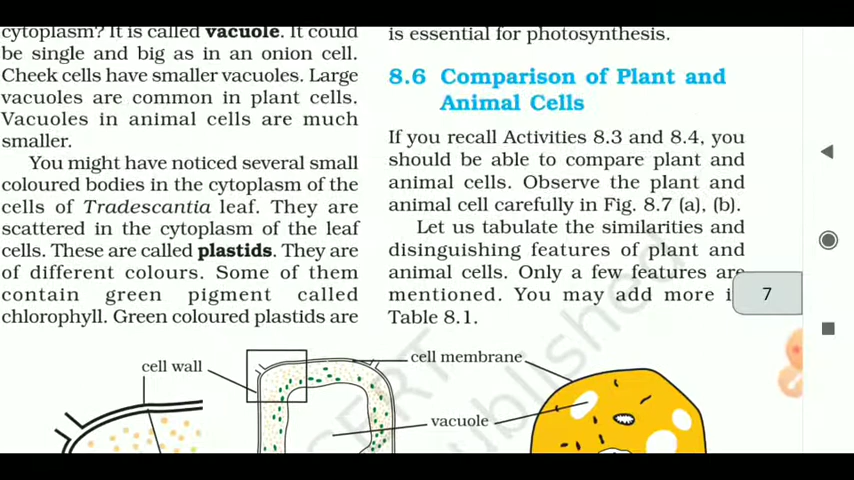 cytoplasm? It is called vacuole. It could
be single and big as in an onion cell.
Cheek cells have smaller vacuoles. Large
vacuoles are common in plant cells.
Vacuoles in animal cells are much
smaller.
You might have noticed several small
coloured bodies in the cytoplasm of the
cells of Tradescantia leaf. They are
scattered in the cytoplasm of the leaf
cells. These are called plastids. They are
of different colours. Some of them
contain green pigment called
chlorophyll. Green coloured plastids are
is essential for photosynthesis.
8.6 Comparison of Plant and
Animal Cells
If you recall Activities 8.3 and 8.4, you
should be able to compare plant and
animal cells. Observe the plant and
animal cell carefully in Fig. 8.7 (a), (b).
Let us tabulate the similarities and
disinguishing features of plant and
animal cells. Only a few features are
mentioned. You may add more
Table 8.1.
7
cell wall
cell membrane
vacuole